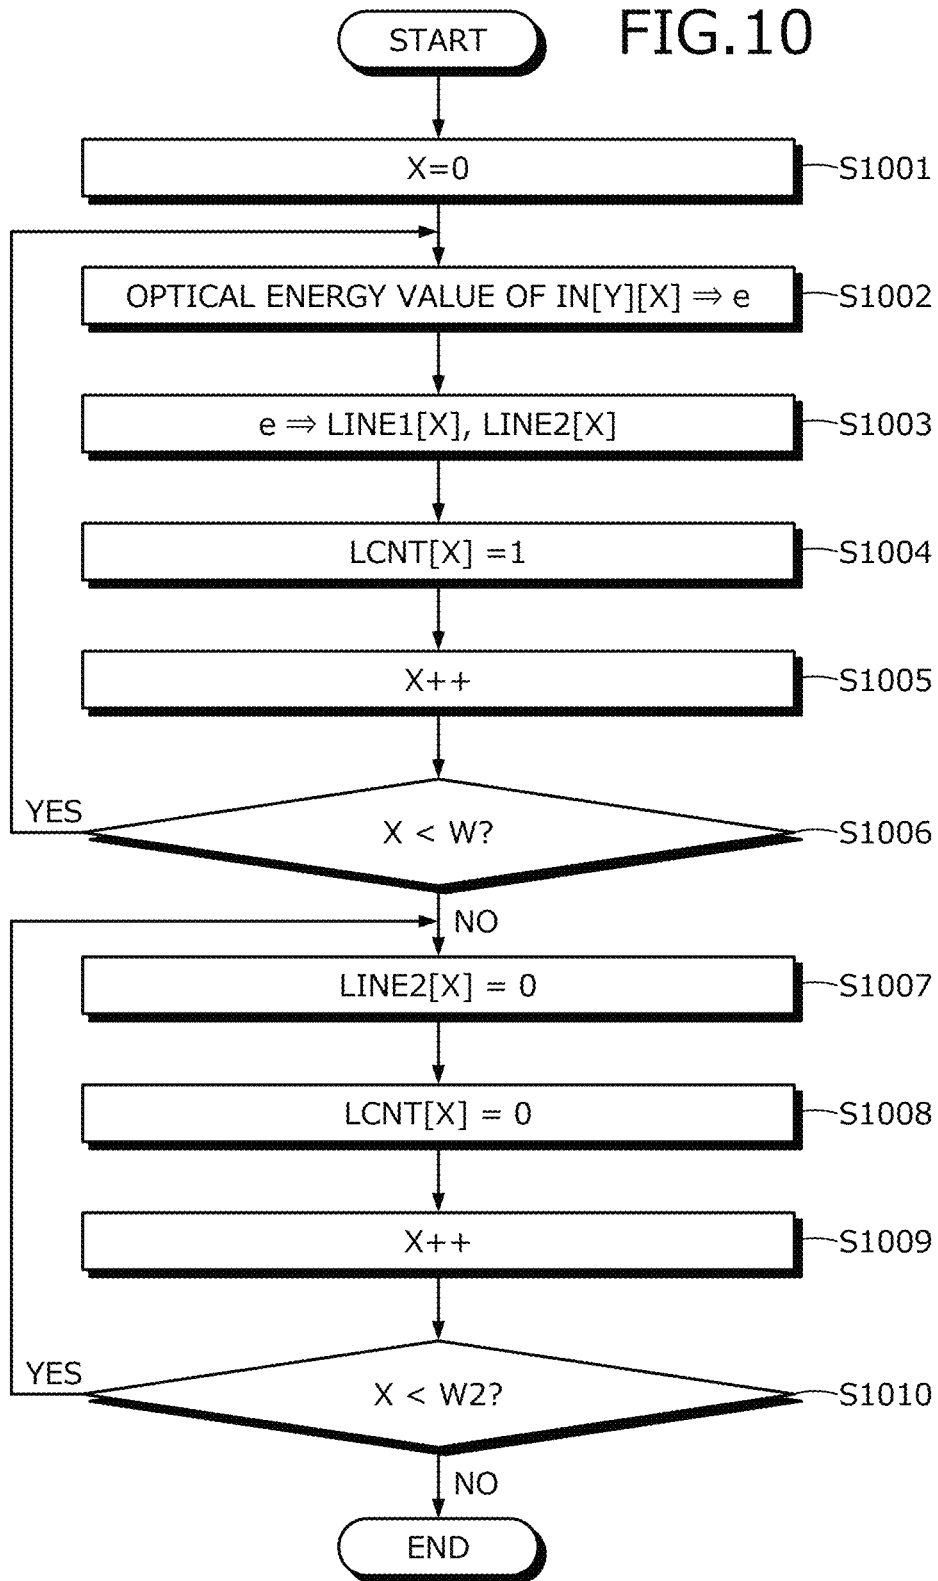 START
FIG.10
X=0
S1001
OPTICAL ENERGY VALUE OF IN[Y][X] ⇒ e
S1002
e ⇒ LINE1[X], LINE2[X]
S1003
LCNT[X] =1
S1004
X++
S1005
YES
X < W?
S1006
NO
LINE2[X] = 0
S1007
LCNT[X] = 0
S1008
X++
S1009
YES
X < W2?
S1010
NO
END